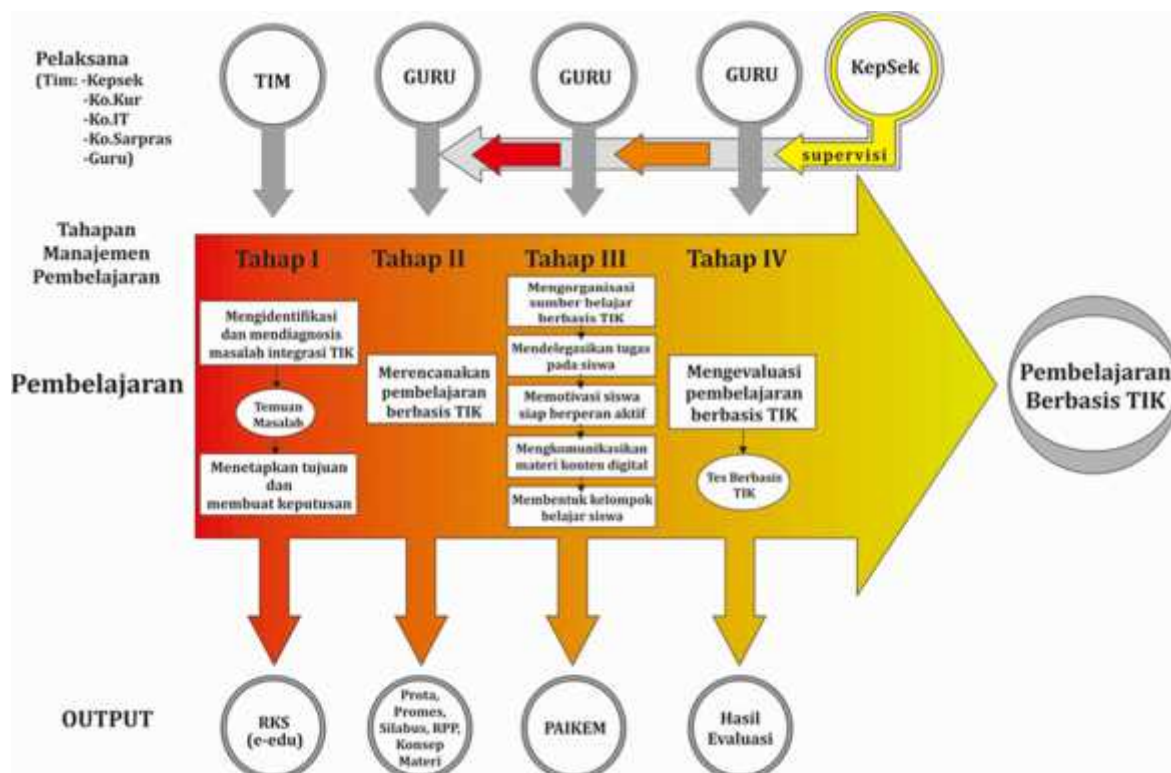 Pelaksana
(Tim: -Kepsek
-Ko.Kur
-Ko.IT
-Ko.Sarpras
-Guru)
TIM
GURU
GURU
GURU
KepSek
supervisi
Tahapan
Manajemen
Pembelajaran
Tahap I
Tahap II
Tahap III
Tahap IV
Pembelajaran
Mengidentifikasi
dan mendiagnosis
masalah integrasi TIK
Temuan
Masalah
Menetapkan tujuan
dan
membuat keputusan
Merencanakan
pembelajaran
berbasis TIK
Mengorganisasi
sumber belajar
berbasis TIK
Mendelegasikan tugas
pada siswa
Memotivasi siswa
siap berperan aktif
Mengkomunikasikan
materi konten digital
Membentuk kelompok
belajar siswa
Mengevaluasi
pembelajaran
berbasis TIK
Tes Berbasis
TIK
Pembelajaran
Berbasis TIK
OUTPUT
RKS
(e-edu)
Prota,
Promes,
Silabus, RPP,
Konsep
Materi
PAIKEM
Hasil
Evaluasi